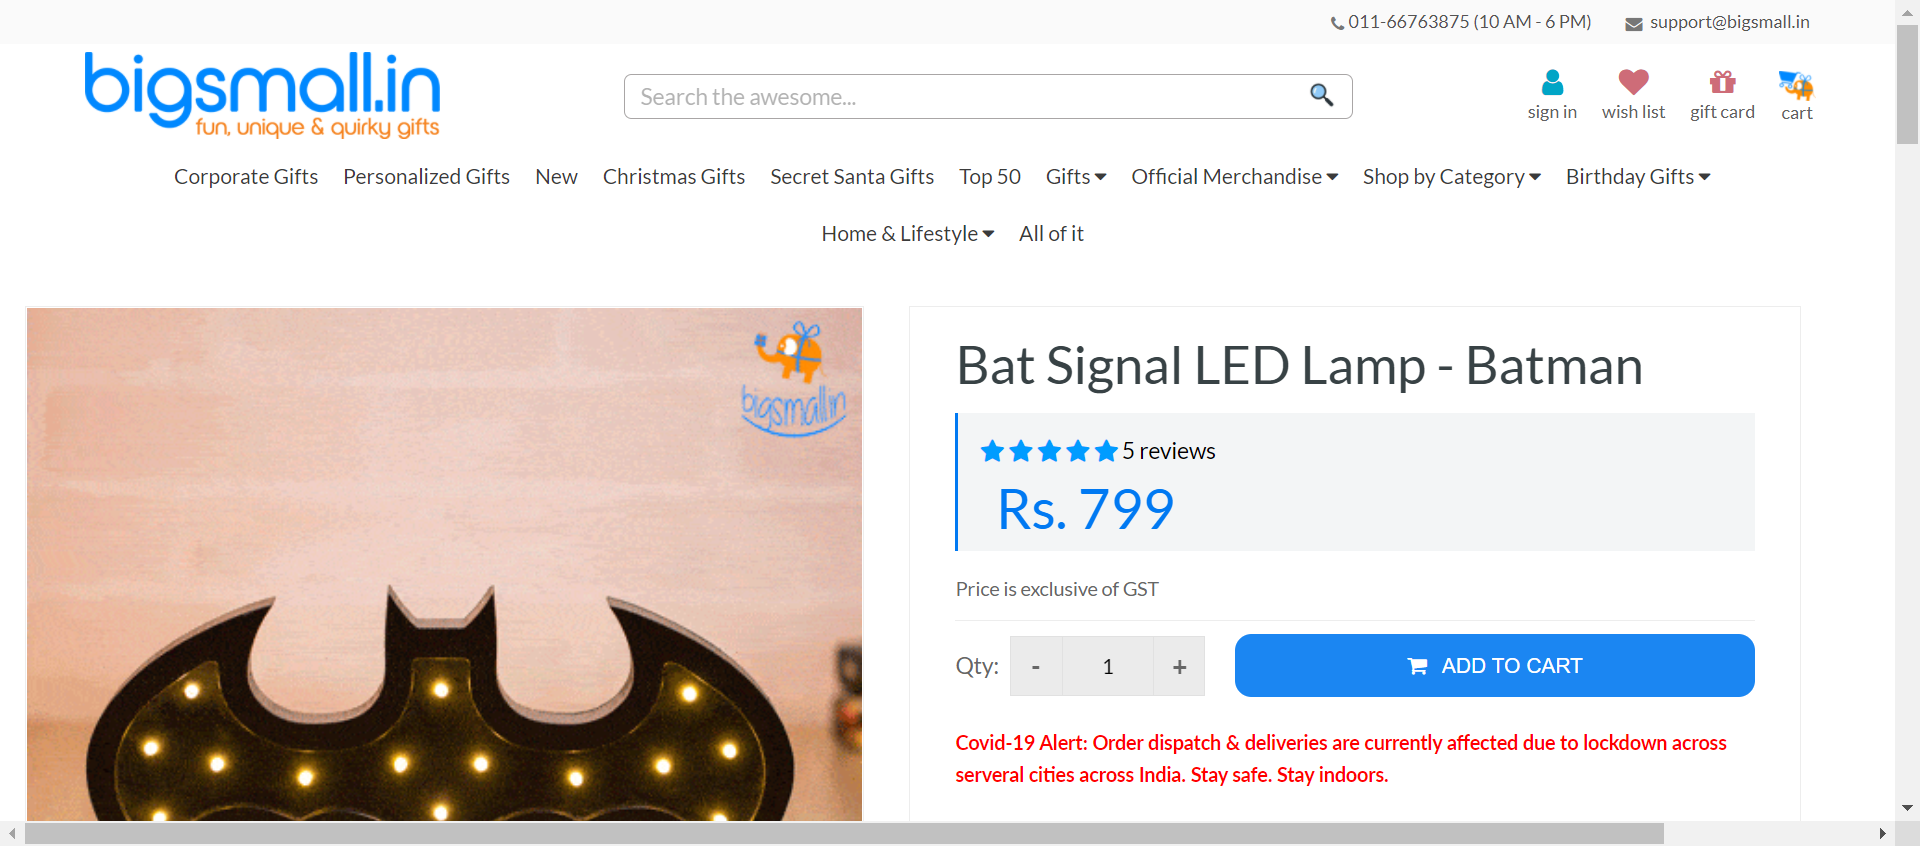 011-66763875 (10 AM - 6 PM) support@bigsmall.in
bigsmall.in
fun, unique & quirky gifts
Search the awesome...
sign in wish list gift card cart
Corporate Gifts Personalized Gifts New Christmas Gifts Secret Santa Gifts Top 50 Gifts Official Merchandise Shop by Category Birthday Gifts
Home & Lifestyle All of it
bigsmall.in
Bat Signal LED Lamp - Batman
5 reviews
Rs. 799
Price is exclusive of GST
Qty: - 1 + ADD TO CART
Covid-19 Alert: Order dispatch & deliveries are currently affected due to lockdown across
serveral cities across India. Stay safe. Stay indoors.